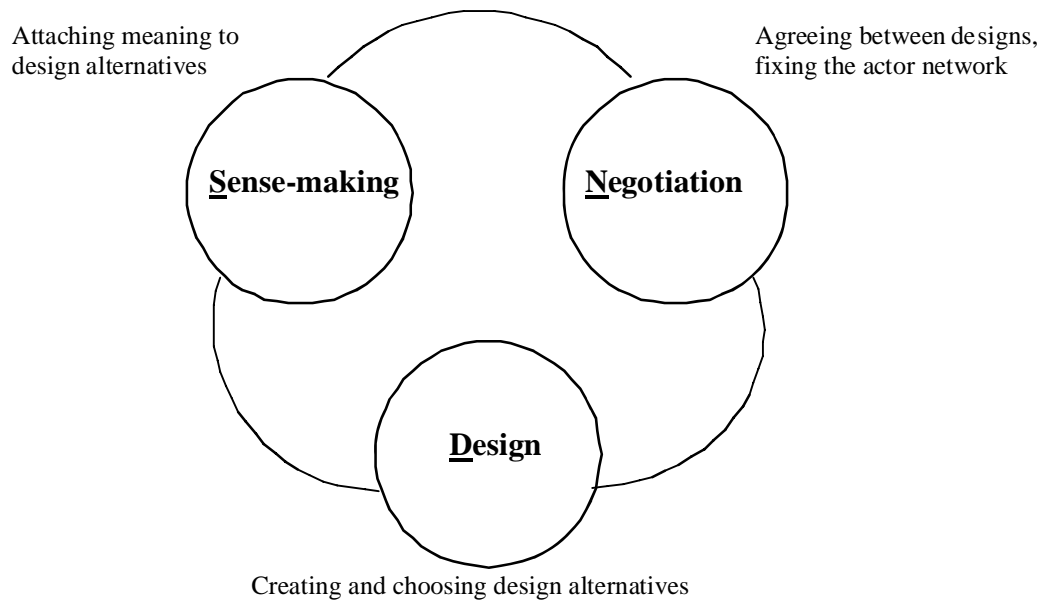 Attaching meaning to
design alternatives
Agreeing between designs,
fixing the actor network
Sense-making
Negotiation
Design
Creating and choosing design alternatives